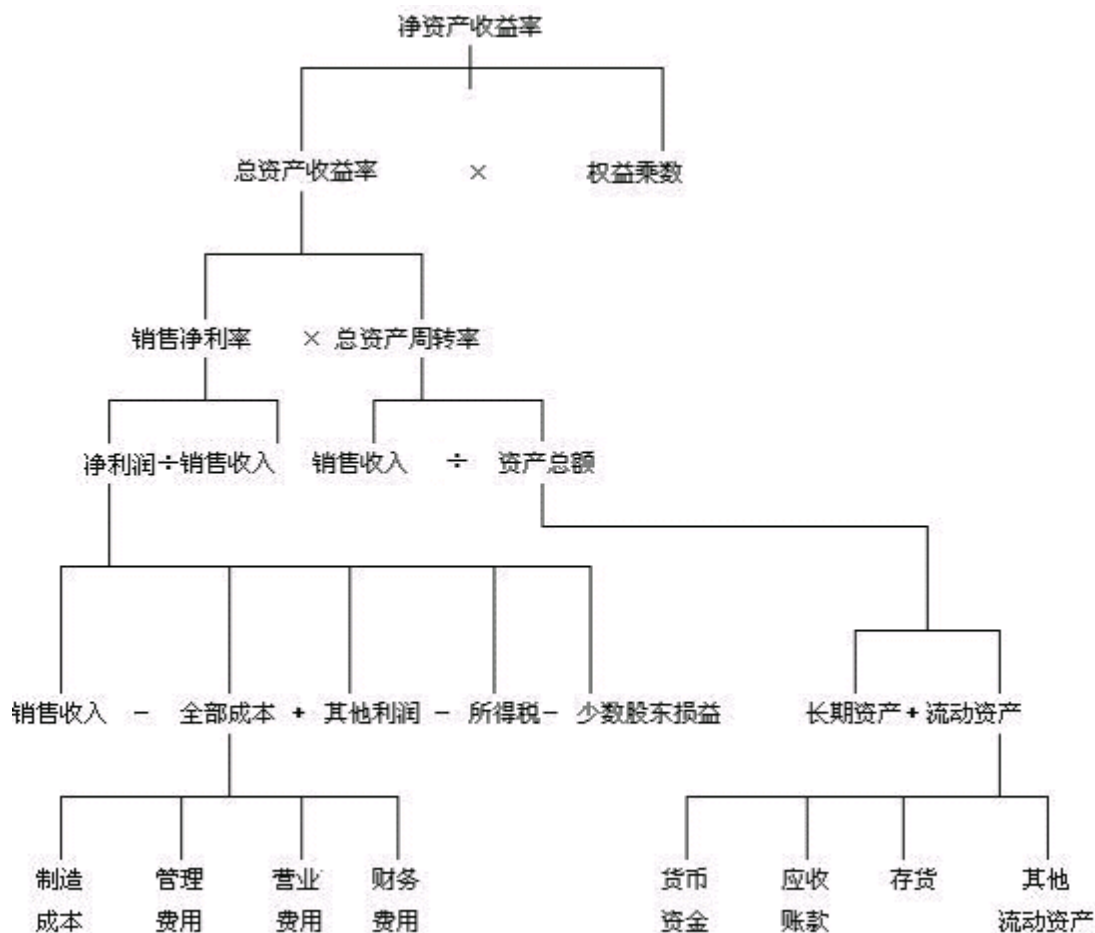 净资产收益率
总资产收益率 × 权益乘数
销售净利率 × 总资产周转率
净利润÷销售收入 销售收入 ÷ 资产总额
销售收入 - 全部成本 + 其他利润 - 所得税- 少数股东损益 长期资产+流动资产
制造 管理 营业 财务 货币 应收 存货 其他
成本 费用 费用 费用 资金 账款 流动资产